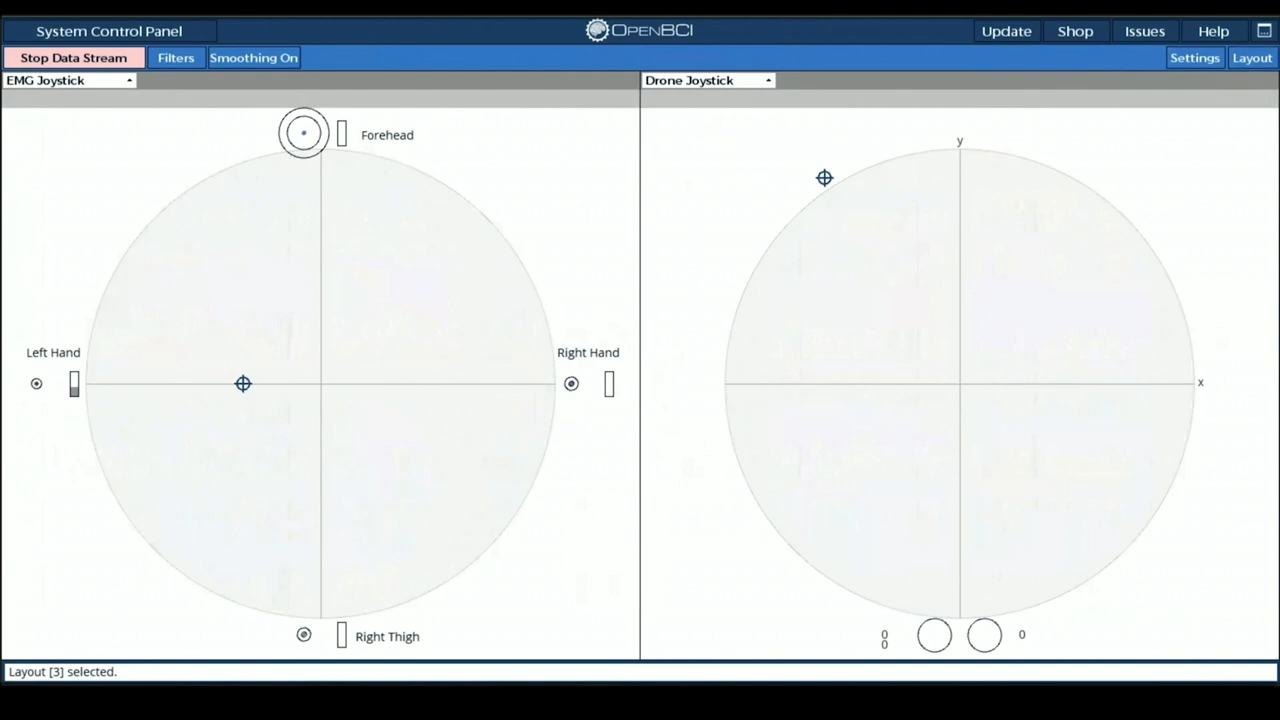 System Control Panel
OPENBCI
Update
Shop
Issues
Help
Stop Data Stream
Filters
Smoothing On
Settings
Layout
EMG Joystick
Drone Joystick
Forehead
y
Left Hand
Right Hand
x
Right Thigh
0
0
0
Layout [3] selected.